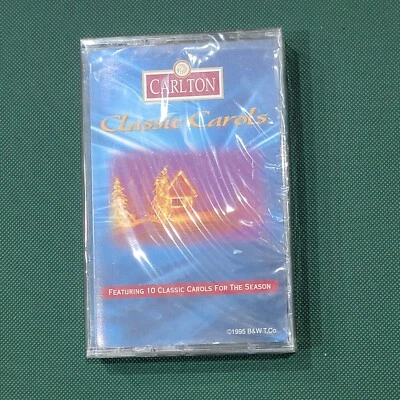 CARLTON
Classic Carols
FEATURING 10 CLASSIC CAROLS FOR THE SEASON
©1995 B&W T.Co